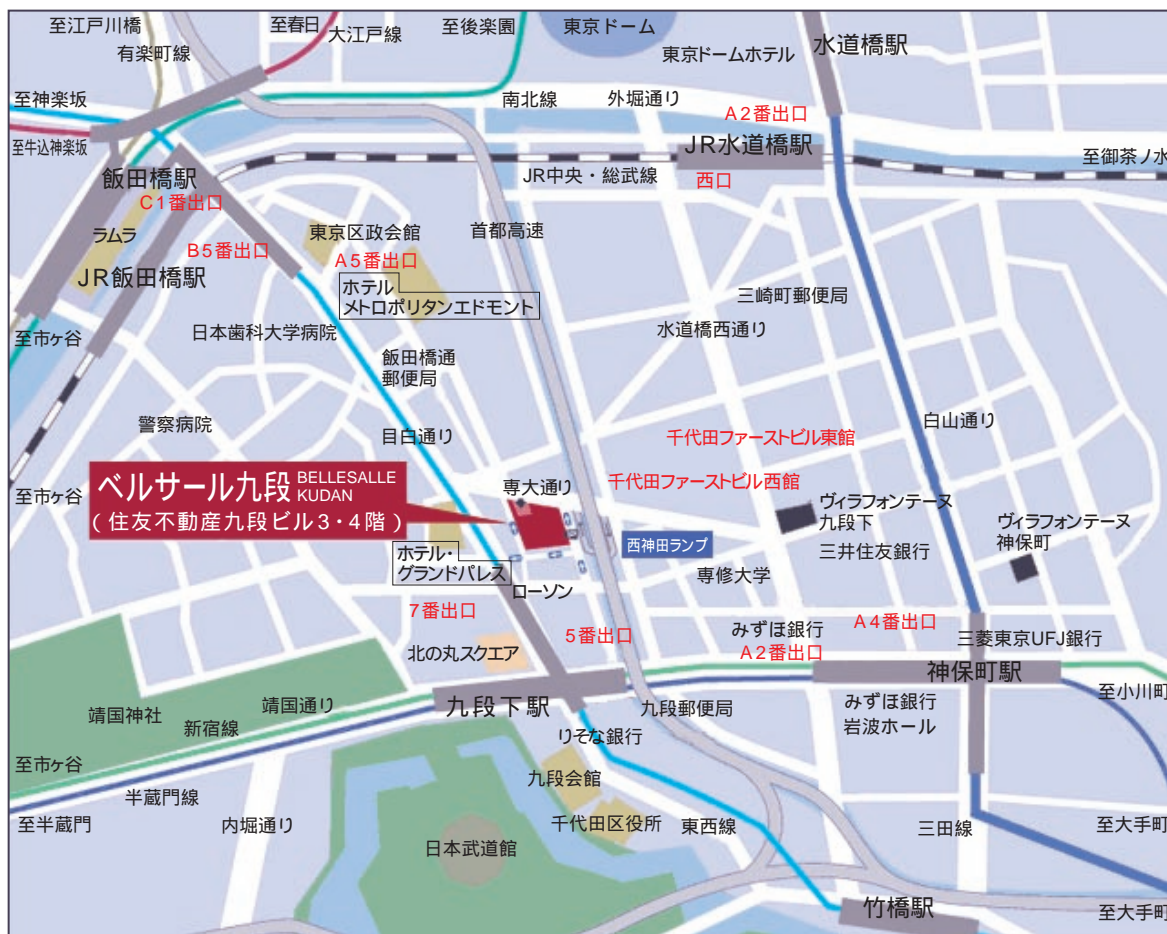 至江戸川橋
至春日
大江戸線
至後楽園
東京ドーム
東京ドームホテル
水道橋駅
有楽町線
至神楽坂
至牛込神楽坂
南北線
外堀通り
A2番出口
JR水道橋駅
至御茶ノ水
飯田橋駅
C1番出口
JR中央・総武線
西口
ラムラ
B5番出口
東京区政会館
A5番出口
首都高速
JR飯田橋駅
ホテル
メトロポリタンエドモント
三崎町郵便局
至市ヶ谷
日本歯科大学病院
水道橋西通り
飯田橋通
郵便局
警察病院
目白通り
白山通り
千代田ファーストビル東館
至市ヶ谷
ベルサール九段 BELLESALLE
KUDAN
(住友不動産九段ビル3・4階)
専大通り
千代田ファーストビル西館
ヴィラフォンテーヌ
九段下
ヴィラフォンテーヌ
神保町
西神田ランプ
三井住友銀行
ホテル・
グランドパレス
ローソン
専修大学
7番出口
5番出口
みずほ銀行
A4番出口
三菱東京UFJ銀行
北の丸スクエア
A2番出口
神保町駅
九段下駅
九段郵便局
みずほ銀行
岩波ホール
至小川町
靖国神社
靖国通り
新宿線
りそな銀行
至市ヶ谷
半蔵門線
九段会館
至半蔵門
内堀通り
千代田区役所
東西線
三田線
至大手町
日本武道館
竹橋駅
至大手町